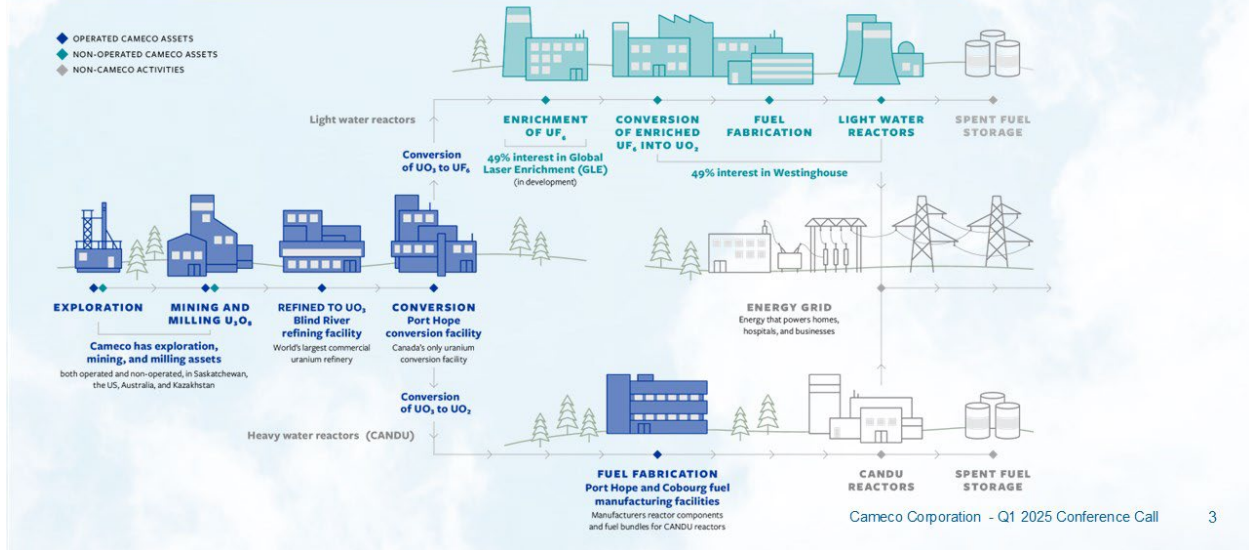 OPERATED CAMECO ASSETS
NON-OPERATED CAMECO ASSETS
NON-CAMECO ACTIVITIES
Light water reactors
ENRICHMENT
OF UF₆
49% interest in Global
Laser Enrichment (GLE)
(in development)
CONVERSION
OF ENRICHED
UF₆ INTO UO₂
FUEL
FABRICATION
LIGHT WATER
REACTORS
49% interest in Westinghouse
SPENT FUEL
STORAGE
Conversion
of UO₃ to UF₆
EXPLORATION
MINING AND
MILLING U₃O₈
Cameco has exploration,
mining, and milling assets
both operated and non-operated, in Saskatchewan,
the US, Australia, and Kazakhstan
REFINED TO UO₃
Blind River
refining facility
World's largest commercial
uranium refinery
CONVERSION
Port Hope
conversion facility
Canada's only uranium
conversion facility
ENERGY GRID
Energy that powers homes,
hospitals, and businesses
Conversion
of UO₃ to UO₂
Heavy water reactors (CANDU)
FUEL FABRICATION
Port Hope and Cobourg fuel
manufacturing facilities
Manufacturers reactor components
and fuel bundles for CANDU reactors
CANDU
REACTORS
SPENT FUEL
STORAGE
Cameco Corporation - Q1 2025 Conference Call
3